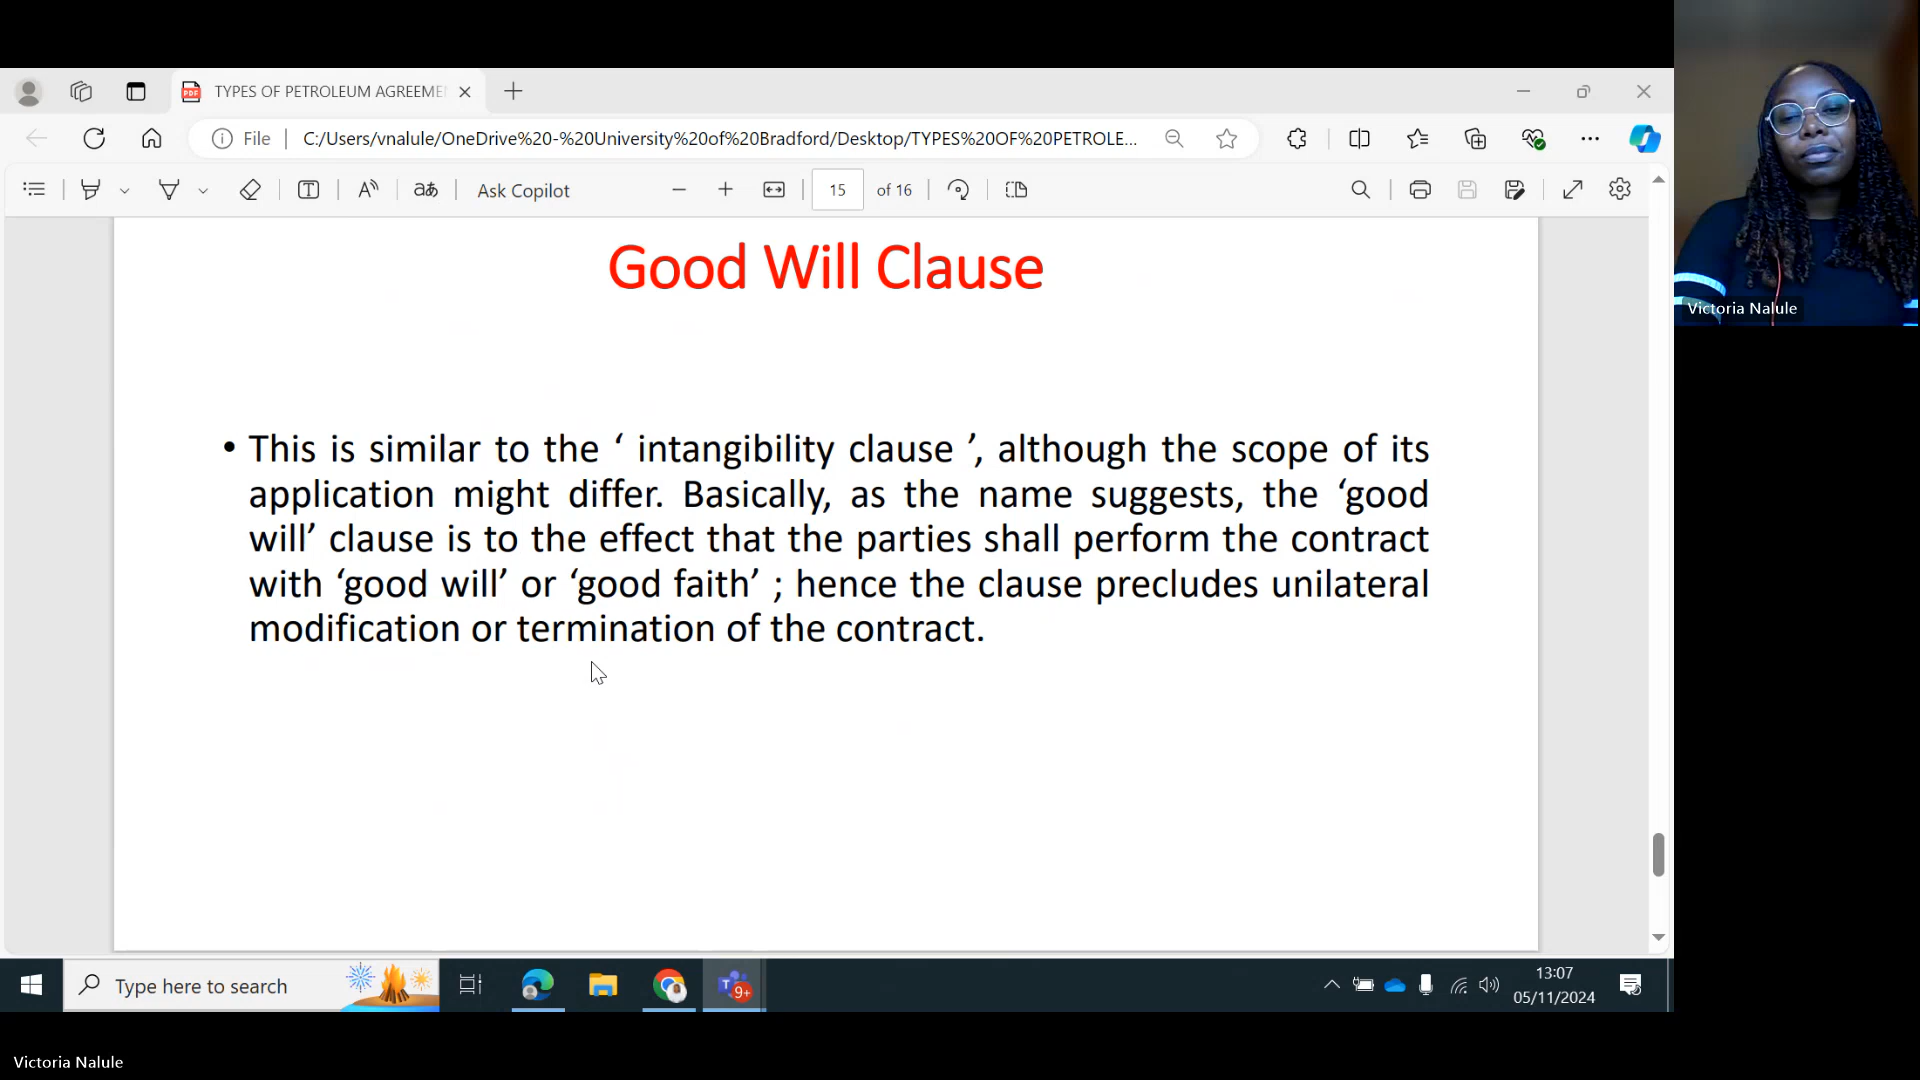 TYPES OF PETROLEUM AGREEME
File
C:/Users/vnalule/OneDrive%20-%20University%20of%20Bradford/Desktop/TYPES%20OF%20PETROLE...
Ask Copilot
15 of 16
Good Will Clause
• This is similar to the ‘ intangibility clause ’, although the scope of its
application might differ. Basically, as the name suggests, the ‘good
will’ clause is to the effect that the parties shall perform the contract
with ‘good will’ or ‘good faith’ ; hence the clause precludes unilateral
modification or termination of the contract.
Victoria Nalule
Type here to search
9+
13:07
05/11/2024
Victoria Nalule